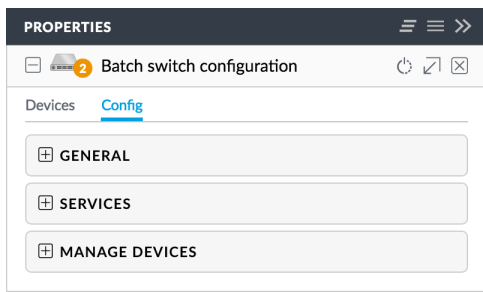 PROPERTIES
2 Batch switch configuration
Devices Config
GENERAL
SERVICES
MANAGE DEVICES